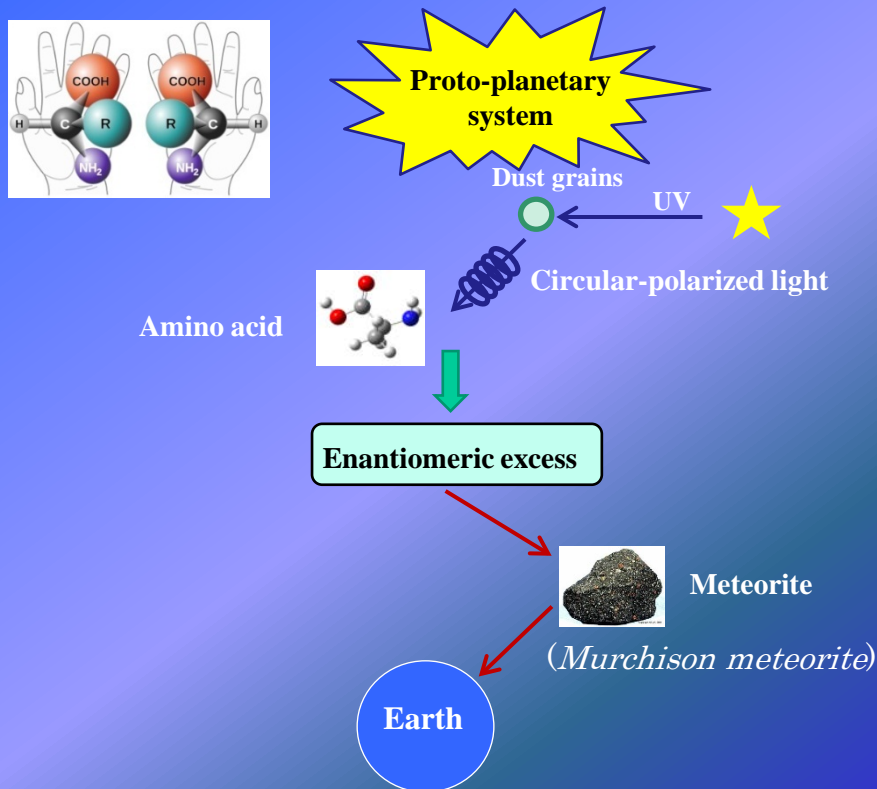 COOH COOH
H C R R C H
NH₂ NH₂
Proto-planetary
system
Dust grains
UV
Circular-polarized light
Amino acid
Enantiomeric excess
Meteorite
(Murchison meteorite)
Earth